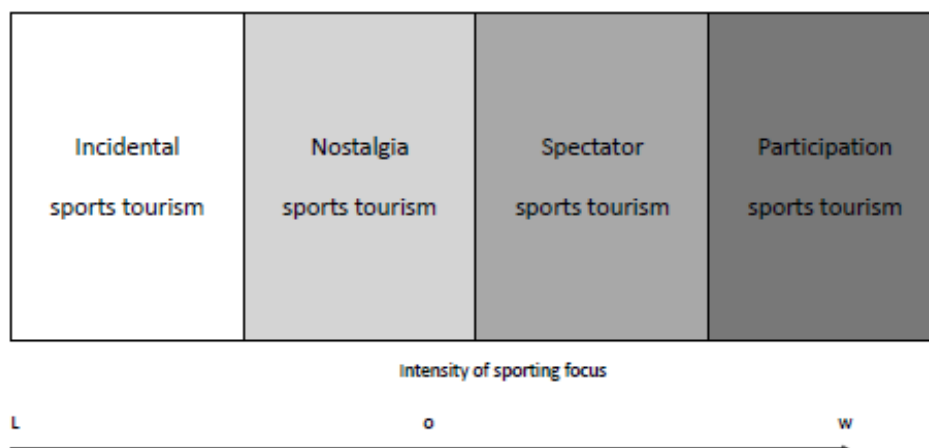 Incidental
sports tourism
Nostalgia
sports tourism
Spectator
sports tourism
Participation
sports tourism
Intensity of sporting focus
L o w